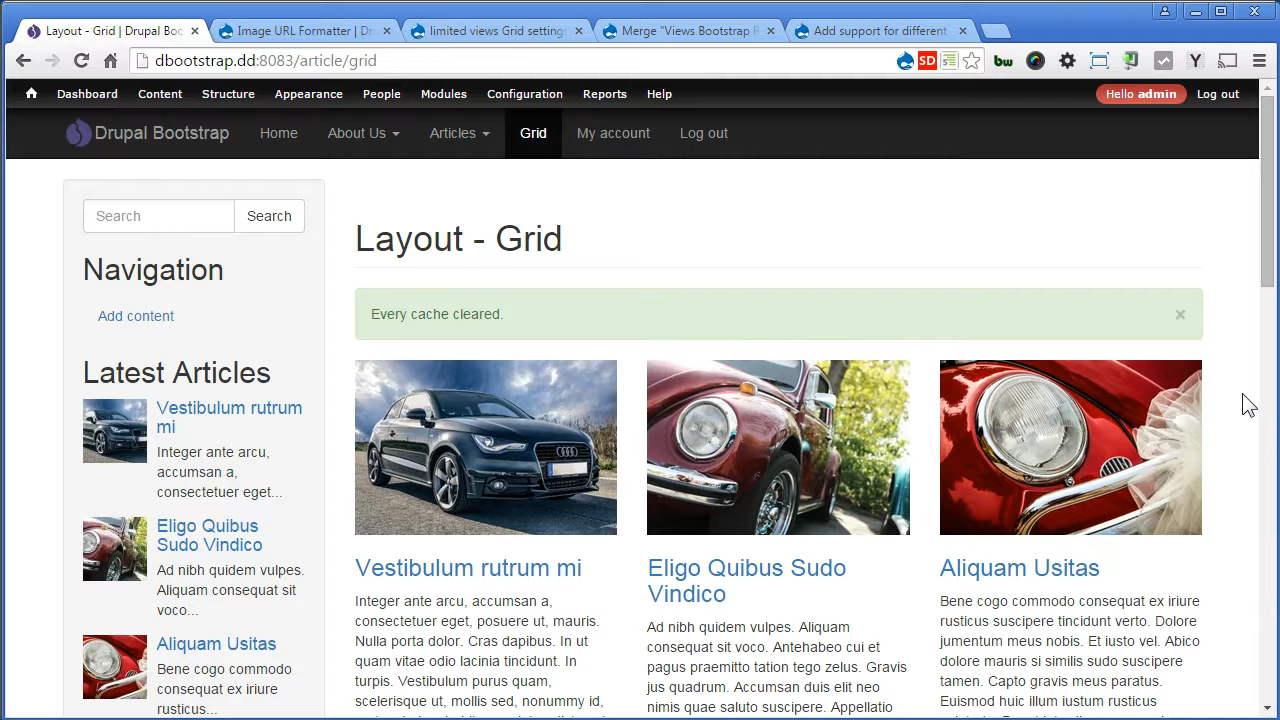 Layout - Grid | Drupal Boo
Image URL Formatter | Dr
limited views Grid setting
Merge "Views Bootstrap R
Add support for different
dbootstrap.dd:8083/article/grid
SD
bw
Y
Dashboard Content Structure Appearance People Modules Configuration Reports Help Hello admin Log out
Drupal Bootstrap Home About Us Articles Grid My account Log out
Search Search
Navigation
Add content
Latest Articles
Vestibulum rutrum
mi
Integer ante arcu,
accumsan a,
consectetuer eget...
Eligo Quibus
Sudo Vindico
Ad nibh quidem vulpes.
Aliquam consequat sit
voco...
Aliquam Usitas
Bene cogo commodo
consequat ex iriure
rusticus...
Layout - Grid
Every cache cleared. ×
Vestibulum rutrum mi
Integer ante arcu, accumsan a,
consectetuer eget, posuere ut, mauris.
Nulla porta dolor. Cras dapibus. In ut
quam vitae odio lacinia tincidunt. In
turpis. Vestibulum purus quam,
scelerisque ut, mollis sed, nonummy id,
Eligo Quibus Sudo
Vindico
Ad nibh quidem vulpes. Aliquam
consequat sit voco. Antehabeo cui et
pagus praemitto tation tego zelus. Gravis
jus quadrum. Accumsan duis elit neo
nimis quae saluto suscipere. Appellatio
Aliquam Usitas
Bene cogo commodo consequat ex iriure
rusticus suscipere tincidunt verto. Dolore
jumentum meus nobis. Et iusto vel. Abico
dolore mauris si similis sudo suscipere
tamen. Capto gravis meus paratus.
Euismod huic illum iustum rusticus